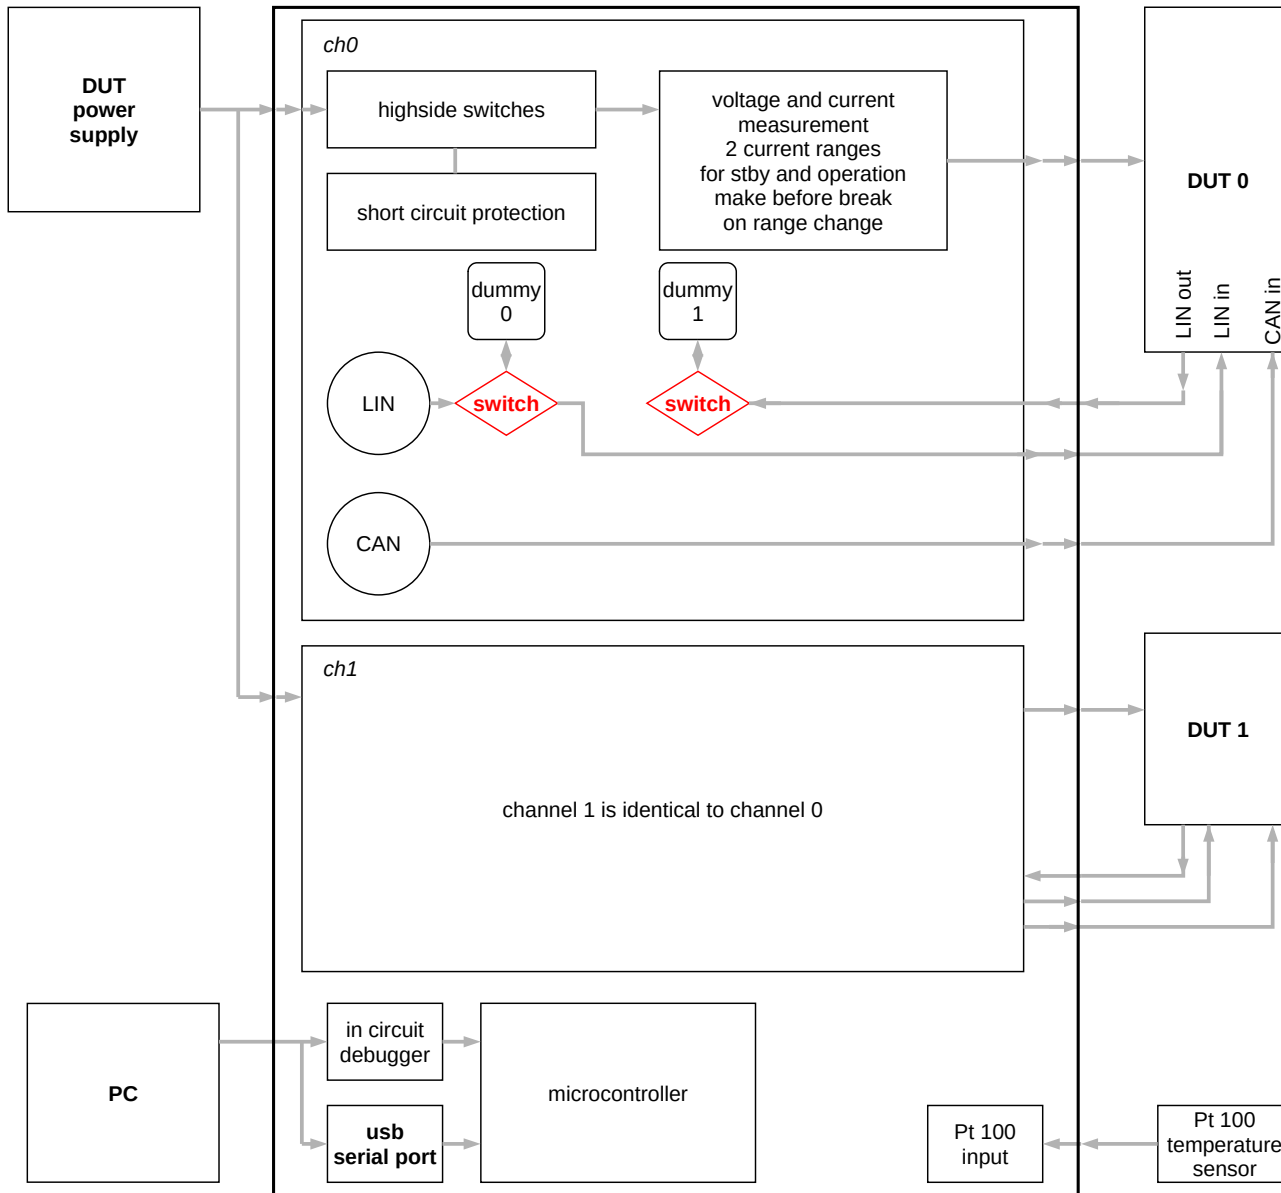 DUT
power
supply
ch0
highside switches
short circuit protection
voltage and current
measurement
2 current ranges
for stby and operation
make before break
on range change
DUT 0
LIN out
LIN in
CAN in
dummy
0
dummy
1
LIN
switch
switch
CAN
ch1
channel 1 is identical to channel 0
DUT 1
PC
in circuit
debugger
usb
serial port
microcontroller
Pt 100
input
Pt 100
temperature
sensor